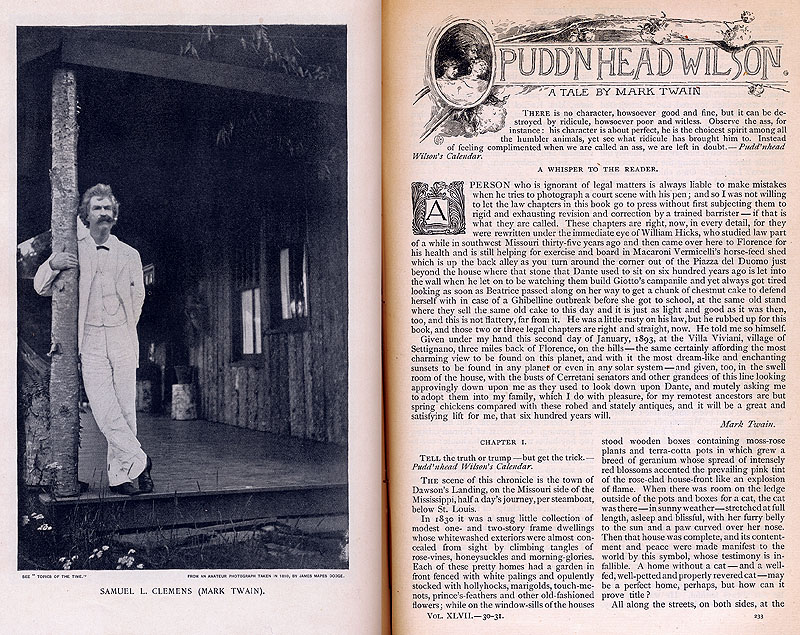 SEE "TOPICS OF THE TIME."
FROM AN AMATEUR PHOTOGRAPH TAKEN IN 1890, BY JAMES MAPES DODGE.
SAMUEL L. CLEMENS (MARK TWAIN).
PUDD'NHEAD WILSON.
A TALE BY MARK TWAIN
THERE is no character, howsoever good and fine, but it can be de-
stroyed by ridicule, howsoever poor and witless. Observe the ass, for
instance: his character is about perfect, he is the choicest spirit among all
the humbler animals, yet see what ridicule has brought him to. Instead
of feeling complimented when we are called an ass, we are left in doubt.—Pudd'nhead
Wilson's Calendar.
A WHISPER TO THE READER.
A PERSON who is ignorant of legal matters is always liable to make mistakes
when he tries to photograph a court scene with his pen; and so I was not willing
to let the law chapters in this book go to press without first subjecting them to
rigid and exhausting revision and correction by a trained barrister—if that is
what they are called. These chapters are right, now, in every detail, for they
were rewritten under the immediate eye of William Hicks, who studied law part
of a while in southwest Missouri thirty-five years ago and then came over here to Florence for
his health and is still helping for exercise and board in Macaroni Vermicelli's horse-feed shed
which is up the back alley as you turn around the corner out of the Piazza del Duomo just
beyond the house where that stone that Dante used to sit on six hundred years ago is let into
the wall when he let on to be watching them build Giotto's campanile and yet always got tired
looking as soon as Beatrice passed along on her way to get a chunk of chestnut cake to defend
herself with in case of a Ghibelline outbreak before she got to school, at the same old stand
where they sell the same old cake to this day and it is just as light and good as it was then,
too, and this is not flattery, far from it. He was a little rusty on his law, but he rubbed up for this
book, and those two or three legal chapters are right and straight, now. He told me so himself.
Given under my hand this second day of January, 1893, at the Villa Viviani, village of
Settignano, three miles back of Florence, on the hills—the same certainly affording the most
charming view to be found on this planet, and with it the most dream-like and enchanting
sunsets to be found in any planet or even in any solar system—and given, too, in the swell
room of the house, with the busts of Cerretani senators and other grandees of this line looking
approvingly down upon me as they used to look down upon Dante, and mutely asking me
to adopt them into my family, which I do with pleasure, for my remotest ancestors are but
spring chickens compared with these robed and stately antiques, and it will be a great and
satisfying lift for me, that six hundred years will.
Mark Twain.
CHAPTER I.
TELL the truth or trump—but get the trick.—
Pudd'nhead Wilson's Calendar.
THE scene of this chronicle is the town of
Dawson's Landing, on the Missouri side of the
Mississippi, half a day's journey, per steamboat,
below St. Louis.
In 1830 it was a snug little collection of
modest one- and two-story frame dwellings
whose whitewashed exteriors were almost con-
cealed from sight by climbing tangles of
rose-vines, honeysuckles and morning-glories.
Each of these pretty homes had a garden in
front fenced with white palings and opulently
stocked with hollyhocks, marigolds, touch-me-
nots, prince's-feathers and other old-fashioned
flowers; while on the window-sills of the houses
VOL. XLVII.—30-31.
stood wooden boxes containing moss-rose
plants and terra-cotta pots in which grew a
breed of geranium whose spread of intensely
red blossoms accented the prevailing pink tint
of the rose-clad house-front like an explosion
of flame. When there was room on the ledge
outside of the pots and boxes for a cat, the cat
was there—in sunny weather—stretched at full
length, asleep and blissful, with her furry belly
to the sun and a paw curved over her nose.
Then that house was complete, and its content-
ment and peace were made manifest to the
world by this symbol, whose testimony is in-
fallible. A home without a cat—and a well-
fed, well-petted and properly revered cat—may
be a perfect home, perhaps, but how can it
prove title?
All along the streets, on both sides, at the
233